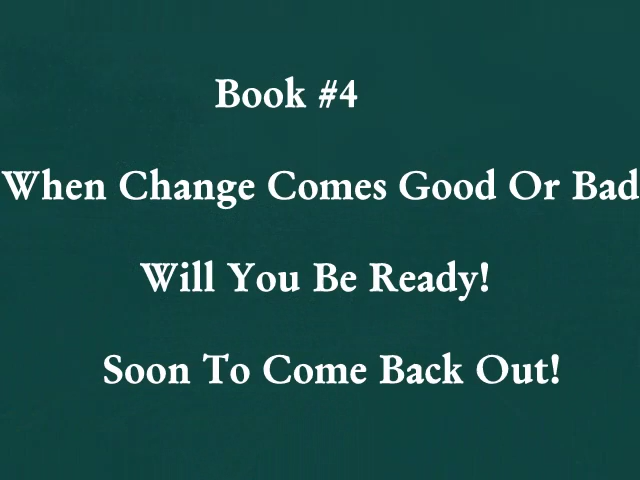 Book #4
When Change Comes Good Or Bad
Will You Be Ready!
Soon To Come Back Out!